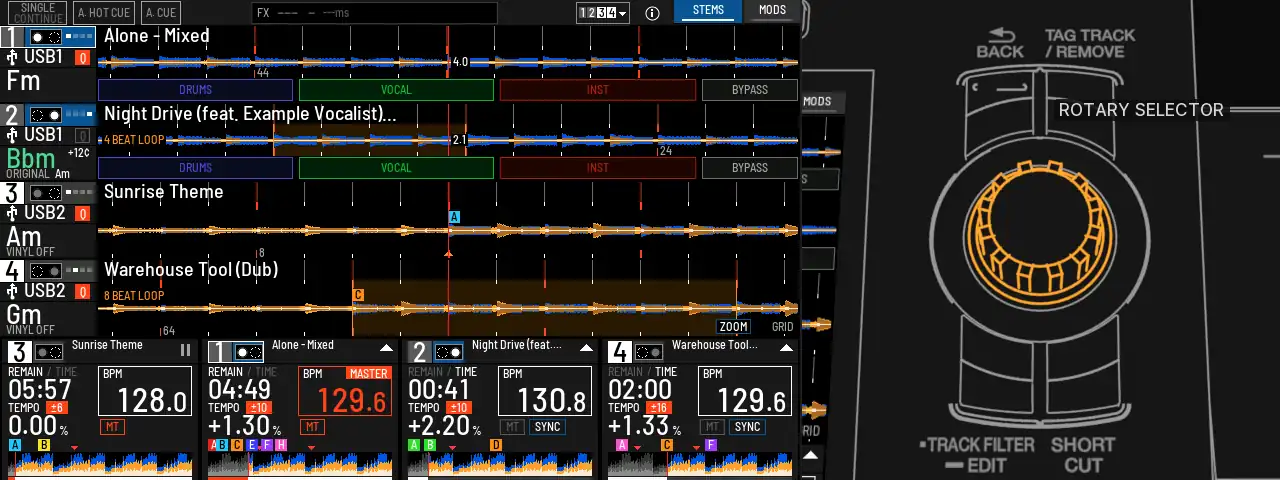 SINGLE
CONTINUE
A. HOT CUE
A. CUE
FX --- - --ms
1 2 3 4
STEMS
MODS
1
Alone - Mixed
USB1
0
4.0
44
Fm
DRUMS
VOCAL
INST
BYPASS
2
Night Drive (feat. Example Vocalist)...
USB1
0
4 BEAT LOOP
2.1
24
Bbm
+12¢
ORIGINAL Am
DRUMS
VOCAL
INST
BYPASS
3
Sunrise Theme
USB2
0
A
Am
8
VINYL OFF
4
Warehouse Tool (Dub)
USB2
0
8 BEAT LOOP
C
Gm
VINYL OFF
64
ZOOM
GRID
3
Sunrise Theme
REMAIN / TIME
05:57
TEMPO ±6
0.00%
BPM
128.0
MT
A B
1
Alone - Mixed
REMAIN / TIME
04:49
TEMPO ±10
+1.30%
BPM
MASTER
129.6
MT
A B C E F H
2
Night Drive (feat....
REMAIN / TIME
00:41
TEMPO ±10
+2.20%
BPM
130.8
MT
SYNC
A B D
4
Warehouse Tool...
REMAIN / TIME
02:00
TEMPO ±16
+1.33%
BPM
129.6
MT
SYNC
A C F
MODS
S
RID
BACK
TAG TRACK
/ REMOVE
ROTARY SELECTOR
TRACK FILTER
EDIT
SHORT
CUT